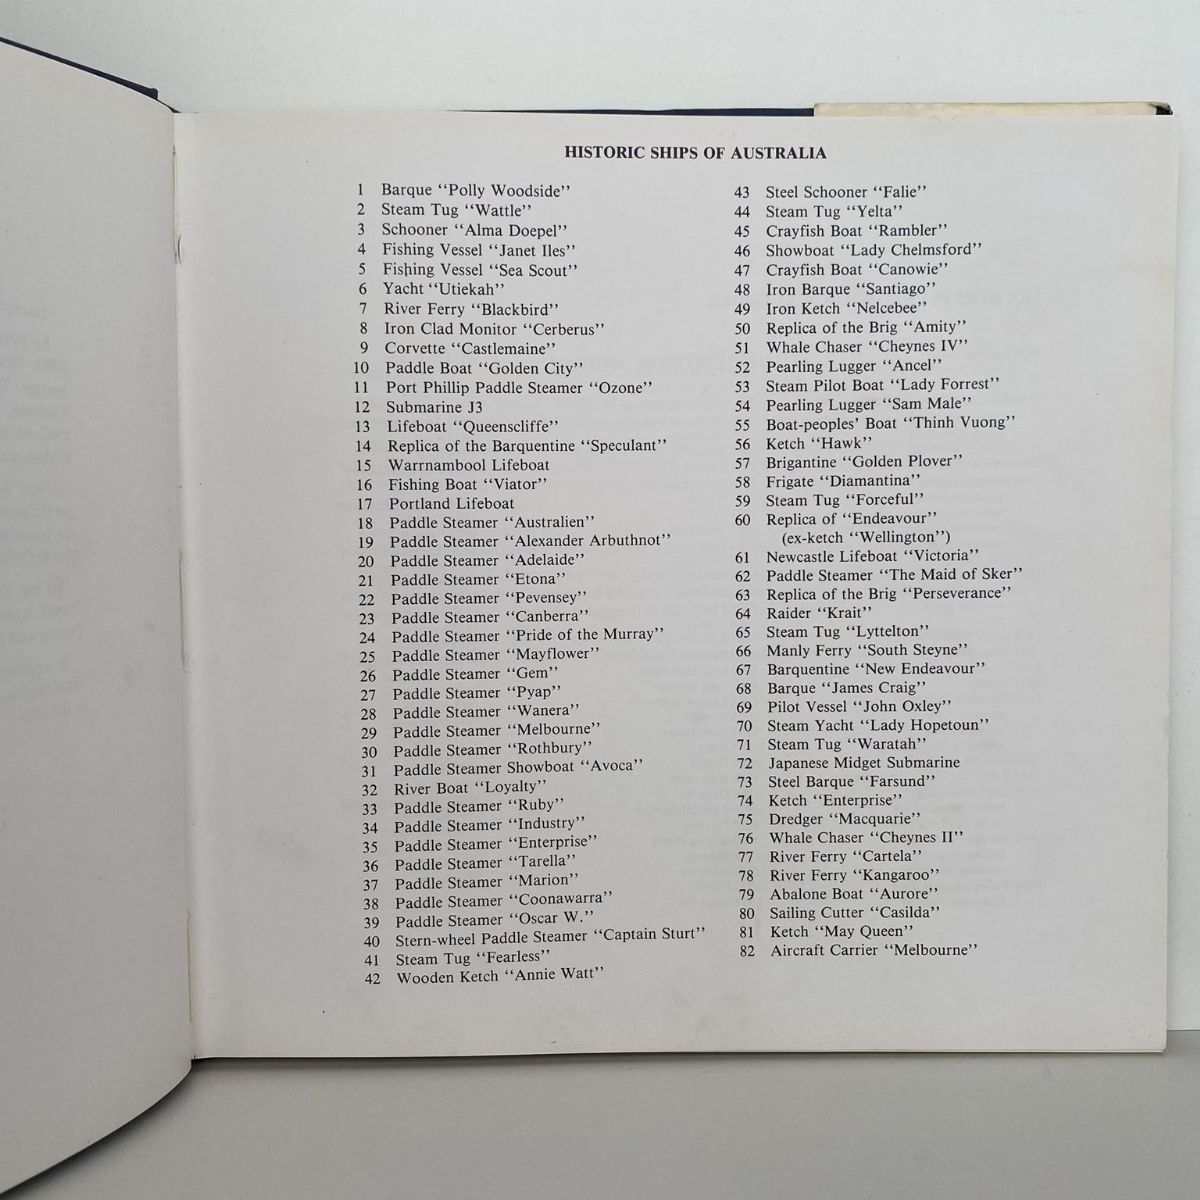 HISTORIC SHIPS OF AUSTRALIA
1 Barque “Polly Woodside”
2 Steam Tug “Wattle”
3 Schooner “Alma Doepel”
4 Fishing Vessel “Janet Iles”
5 Fishing Vessel “Sea Scout”
6 Yacht “Utiekah”
7 River Ferry “Blackbird”
8 Iron Clad Monitor “Cerberus”
9 Corvette “Castlemaine”
10 Paddle Boat “Golden City”
11 Port Phillip Paddle Steamer “Ozone”
12 Submarine J3
13 Lifeboat “Queenscliffe”
14 Replica of the Barquentine “Speculant”
15 Warrnambool Lifeboat
16 Fishing Boat “Viator”
17 Portland Lifeboat
18 Paddle Steamer “Australien”
19 Paddle Steamer “Alexander Arbuthnot”
20 Paddle Steamer “Adelaide”
21 Paddle Steamer “Etona”
22 Paddle Steamer “Pevensey”
23 Paddle Steamer “Canberra”
24 Paddle Steamer “Pride of the Murray”
25 Paddle Steamer “Mayflower”
26 Paddle Steamer “Gem”
27 Paddle Steamer “Pyap”
28 Paddle Steamer “Wanera”
29 Paddle Steamer “Melbourne”
30 Paddle Steamer “Rothbury”
31 Paddle Steamer Showboat “Avoca”
32 River Boat “Loyalty”
33 Paddle Steamer “Ruby”
34 Paddle Steamer “Industry”
35 Paddle Steamer “Enterprise”
36 Paddle Steamer “Tarella”
37 Paddle Steamer “Marion”
38 Paddle Steamer “Coonawarra”
39 Paddle Steamer “Oscar W.”
40 Stern-wheel Paddle Steamer “Captain Sturt”
41 Steam Tug “Fearless”
42 Wooden Ketch “Annie Watt”
43 Steel Schooner “Falie”
44 Steam Tug “Yelta”
45 Crayfish Boat “Rambler”
46 Showboat “Lady Chelmsford”
47 Crayfish Boat “Canowie”
48 Iron Barque “Santiago”
49 Iron Ketch “Nelcebee”
50 Replica of the Brig “Amity”
51 Whale Chaser “Cheynes IV”
52 Pearling Lugger “Ancel”
53 Steam Pilot Boat “Lady Forrest”
54 Pearling Lugger “Sam Male”
55 Boat-peoples’ Boat “Thinh Vuong”
56 Ketch “Hawk”
57 Brigantine “Golden Plover”
58 Frigate “Diamantina”
59 Steam Tug “Forceful”
60 Replica of “Endeavour”
(ex-ketch “Wellington”)
61 Newcastle Lifeboat “Victoria”
62 Paddle Steamer “The Maid of Sker”
63 Replica of the Brig “Perseverance”
64 Raider “Krait”
65 Steam Tug “Lyttelton”
66 Manly Ferry “South Steyne”
67 Barquentine “New Endeavour”
68 Barque “James Craig”
69 Pilot Vessel “John Oxley”
70 Steam Yacht “Lady Hopetoun”
71 Steam Tug “Waratah”
72 Japanese Midget Submarine
73 Steel Barque “Farsund”
74 Ketch “Enterprise”
75 Dredger “Macquarie”
76 Whale Chaser “Cheynes II”
77 River Ferry “Cartela”
78 River Ferry “Kangaroo”
79 Abalone Boat “Aurore”
80 Sailing Cutter “Casilda”
81 Ketch “May Queen”
82 Aircraft Carrier “Melbourne”